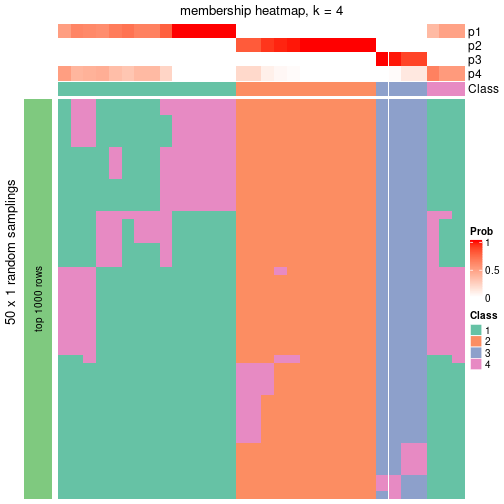 membership heatmap, k = 4
p1
p2
p3
p4
Class
50 x 1 random samplings
top 1000 rows
Prob
1
0.5
0
Class
1
2
3
4